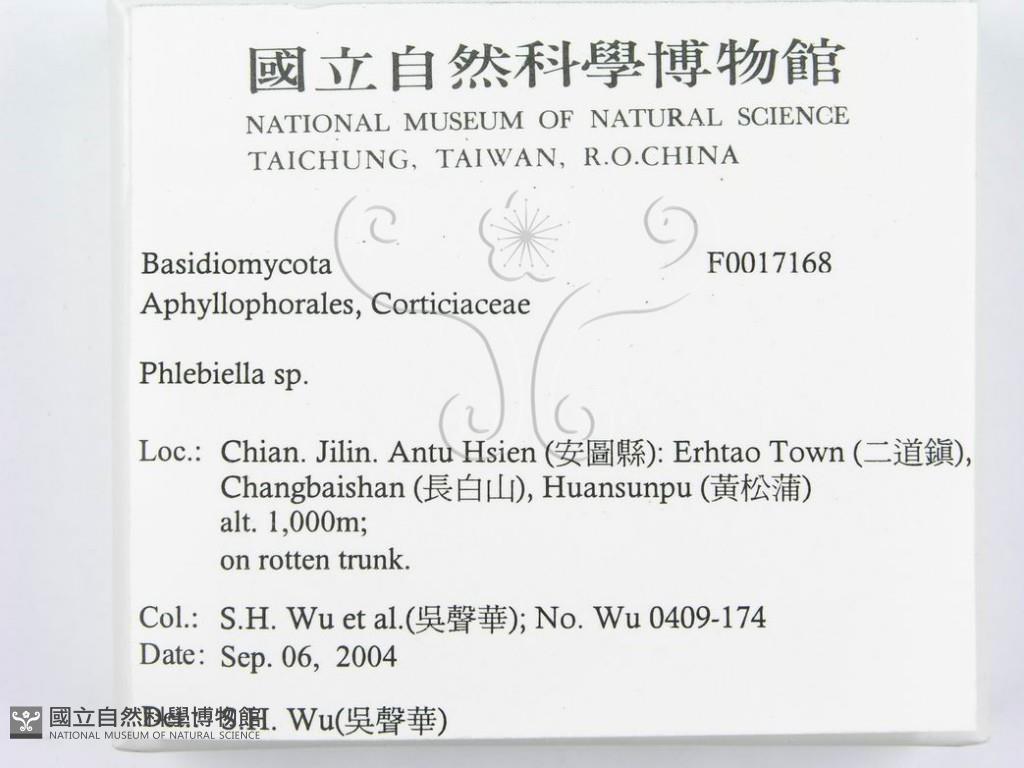 國立自然科學博物館
NATIONAL MUSEUM OF NATURAL SCIENCE
TAICHUNG, TAIWAN, R.O.CHINA
Basidiomycota F0017168
Aphyllophorales, Corticiaceae
Phlebiella sp.
Loc.: Chian. Jilin. Antu Hsien (安圖縣): Erhtao Town (二道鎮),
Changbaishan (長白山), Huansunpu (黃松蒲)
alt. 1,000m;
on rotten trunk.
Col.: S.H. Wu et al.(吳聲華); No. Wu 0409-174
Date: Sep. 06, 2004
Det.: S.H. Wu(吳聲華)
國立自然科學博物館
NATIONAL MUSEUM OF NATURAL SCIENCE